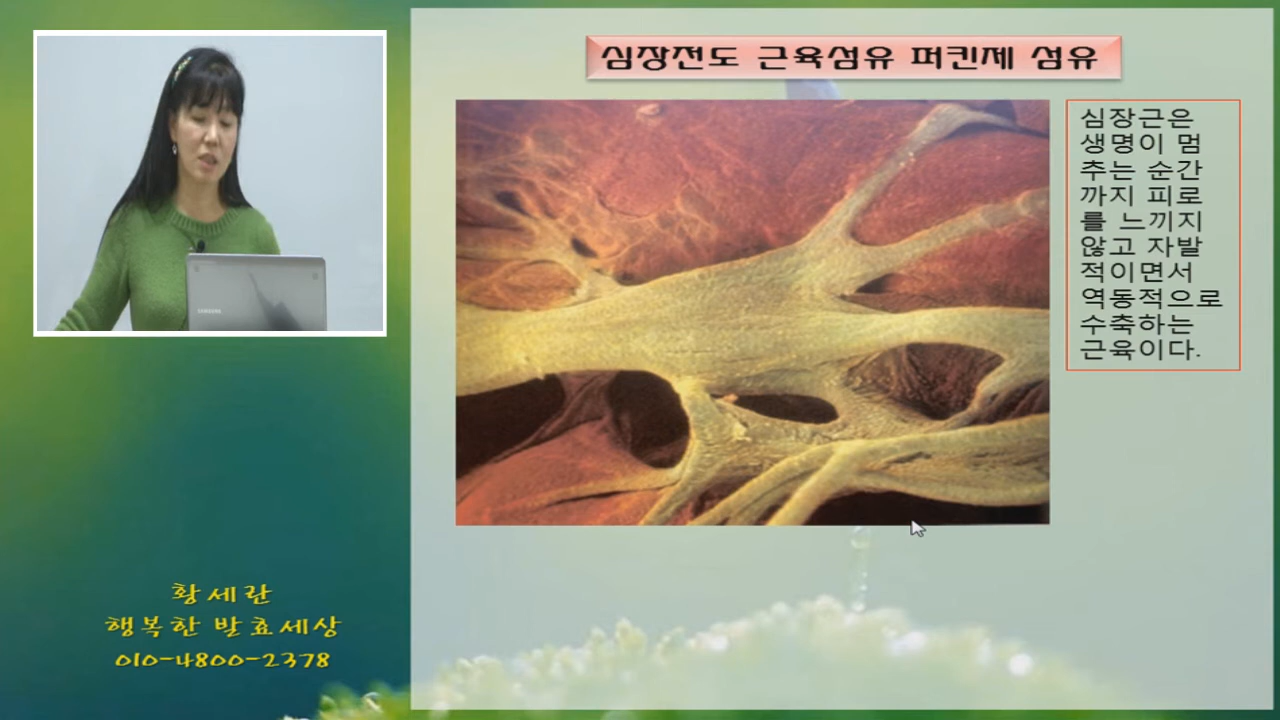 심장전도 근육섬유 퍼킨제 섬유
심장근은
생명이 멈
추는 순간
까지 피로
를 느끼지
않고 자발
적이면서
역동적으로
수축하는
근육이다.
SAMSUNG
황세란
행복한 발효세상
010-4800-2378